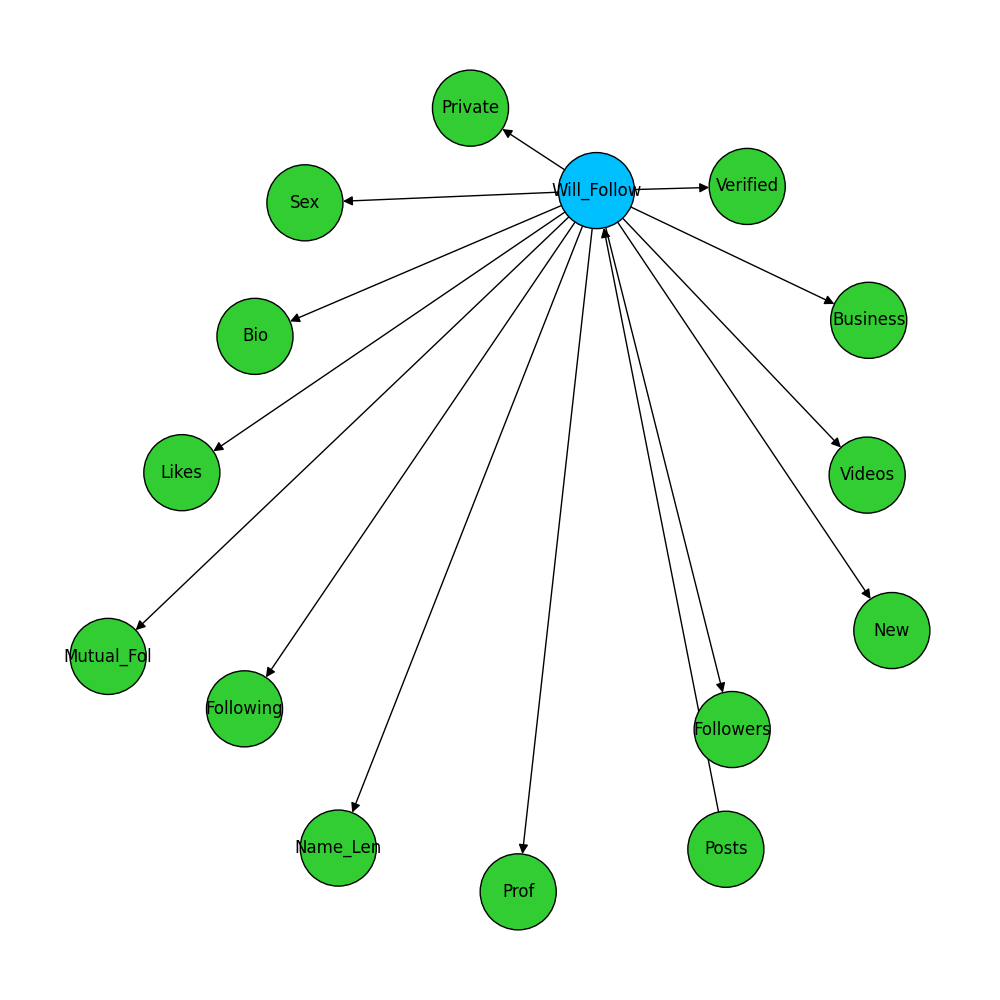 Private
Verified
Will_Follow
Sex
Business
Bio
Likes
Videos
New
Mutual_Fol
Following
Followers
Name_Len
Posts
Prof